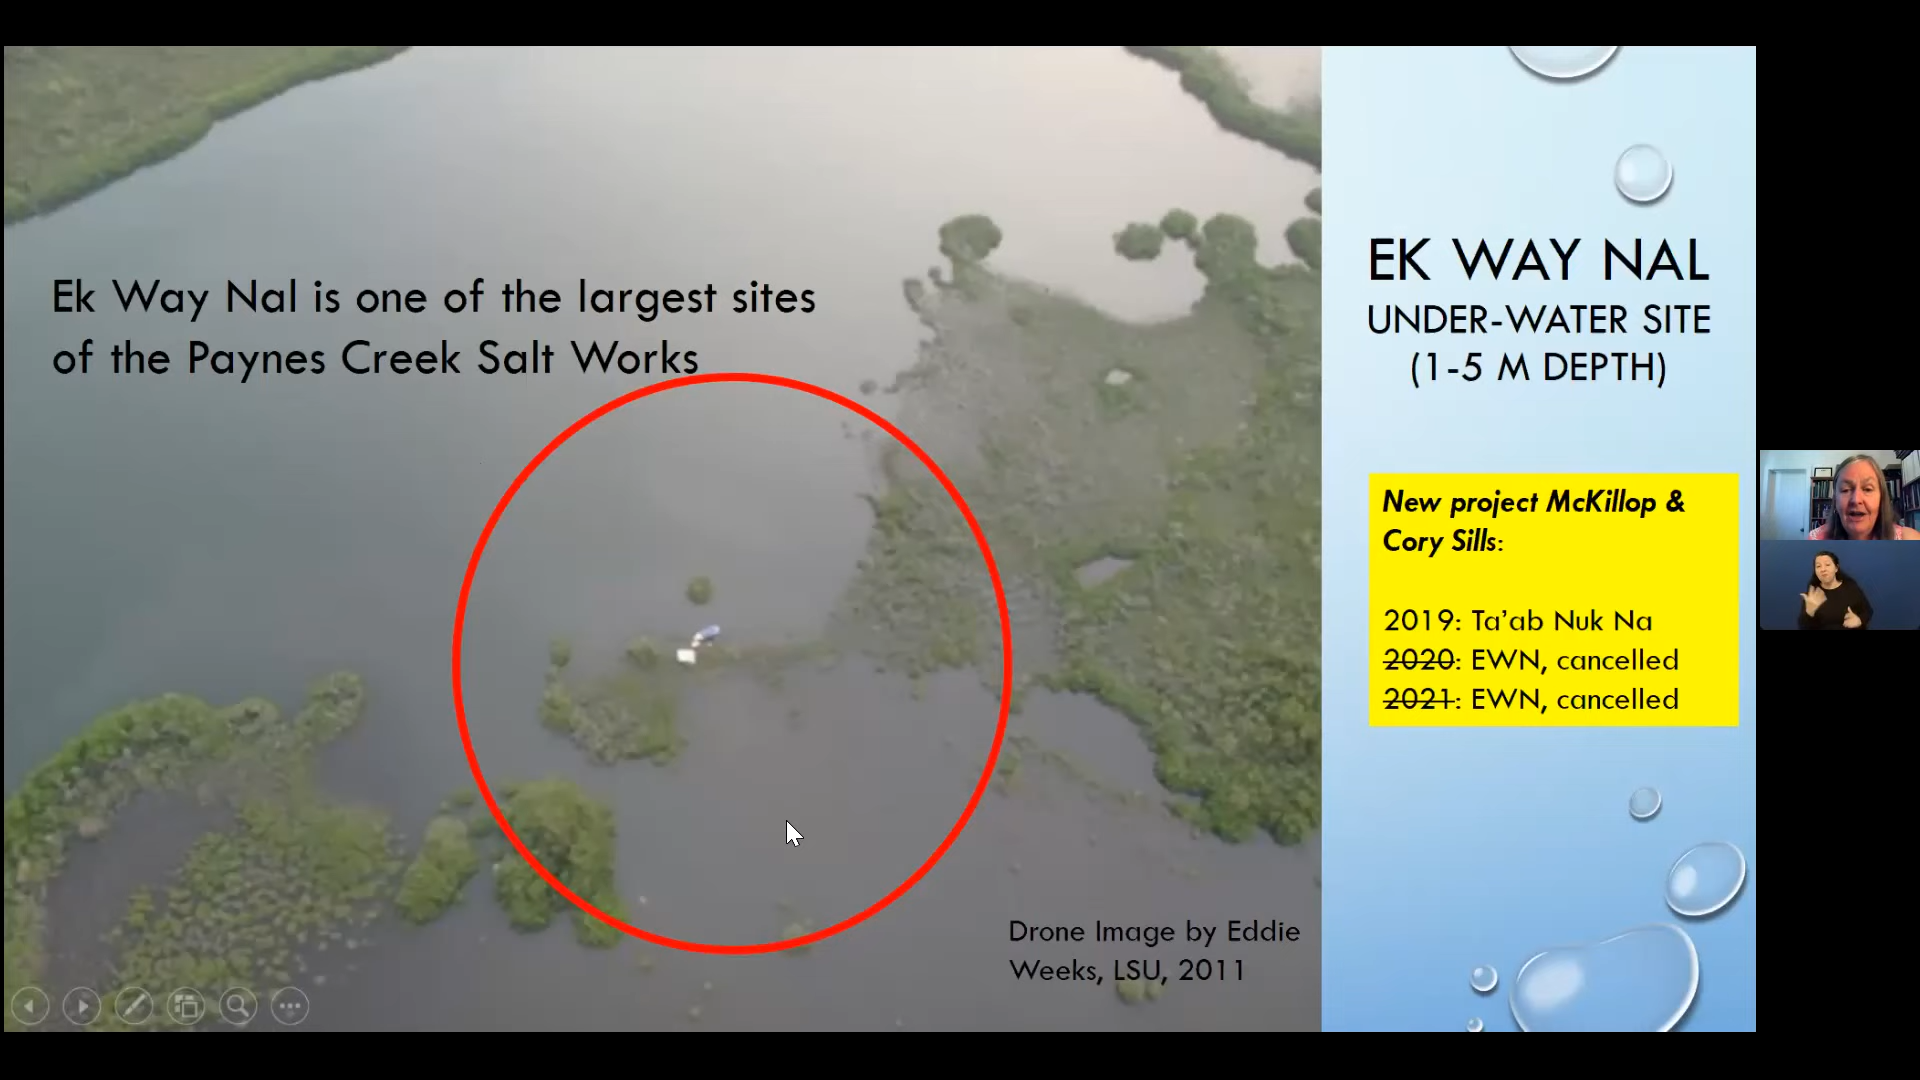 Ek Way Nal is one of the largest sites
of the Paynes Creek Salt Works
Drone Image by Eddie
Weeks, LSU, 2011
EK WAY NAL
UNDER-WATER SITE
(1-5 M DEPTH)
New project McKillop &
Cory Sills:
2019: Ta’ab Nuk Na
2020: EWN, cancelled
2021: EWN, cancelled